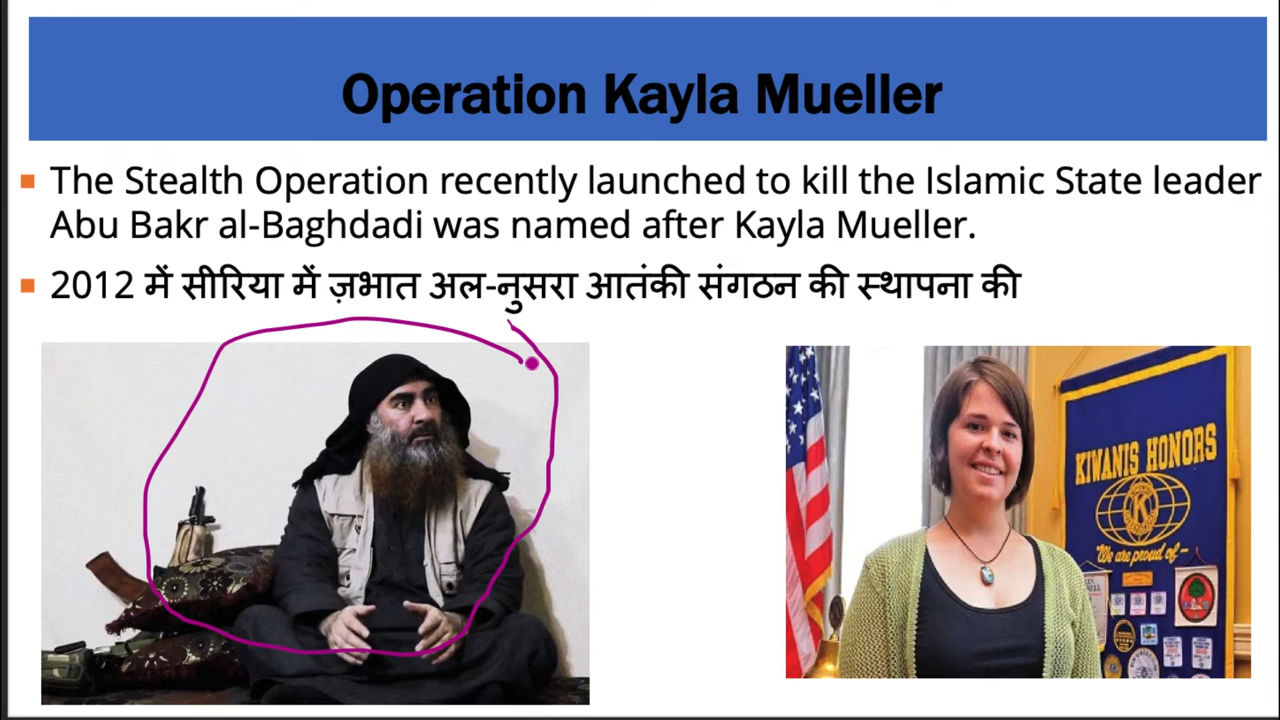 Operation Kayla Mueller
The Stealth Operation recently launched to kill the Islamic State leader
Abu Bakr al-Baghdadi was named after Kayla Mueller.
2012 में सीरिया में ज़भात अल-नुसरा आतंकी संगठन की स्थापना की
KIWANIS HONORS
K
We are proud of-